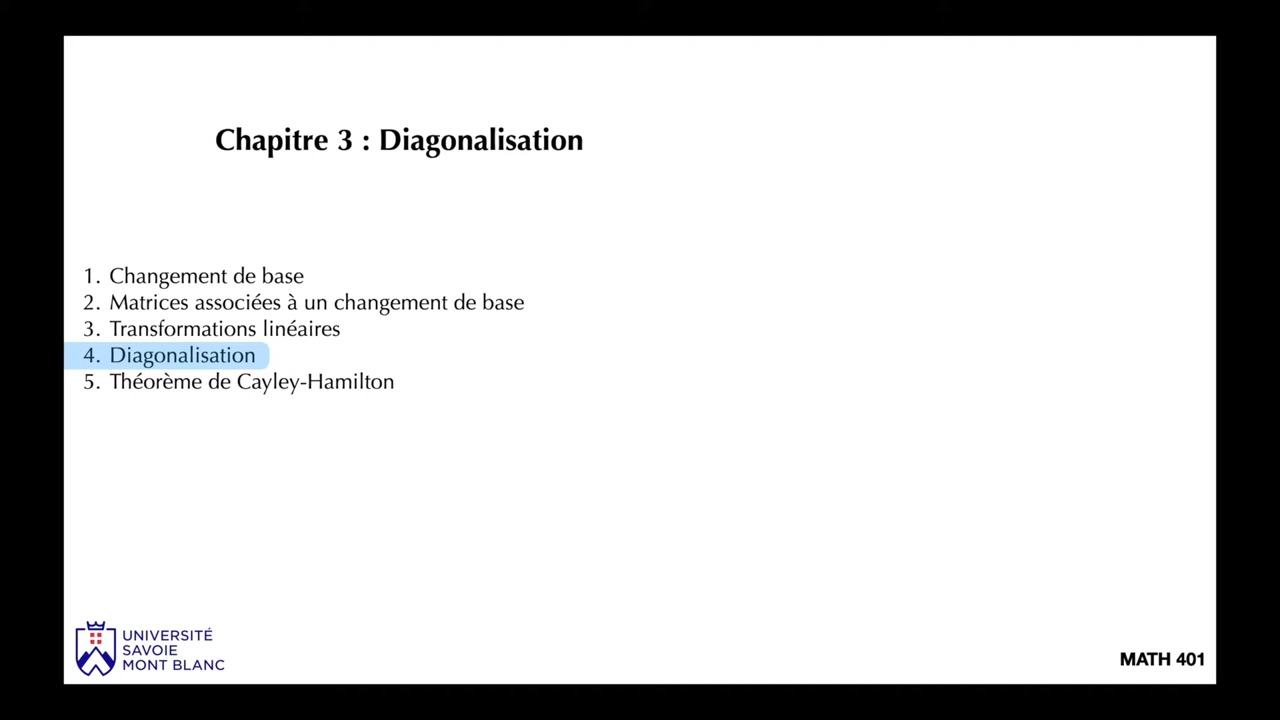 Chapitre 3 : Diagonalisation
1. Changement de base
2. Matrices associées à un changement de base
3. Transformations linéaires
4. Diagonalisation
5. Théorème de Cayley-Hamilton
UNIVERSITÉ
SAVOIE
MONT BLANC
MATH 401